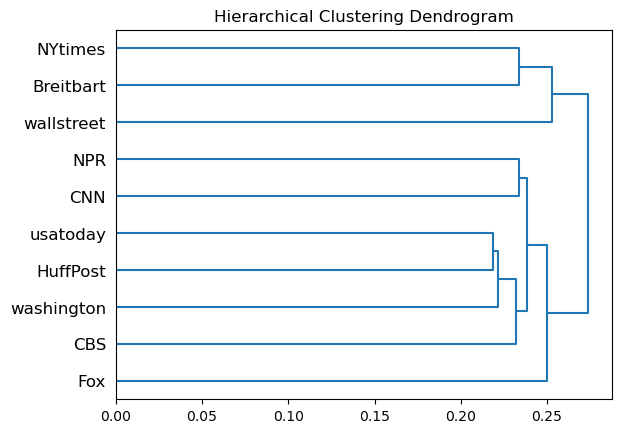 Hierarchical Clustering Dendrogram
NYtimes
Breitbart
wallstreet
NPR
CNN
usatoday
HuffPost
washington
CBS
Fox
0.00 0.05 0.10 0.15 0.20 0.25